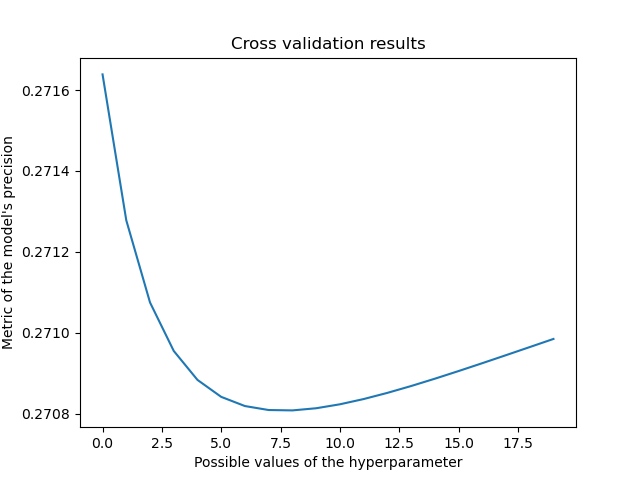 Cross validation results
0.2716
0.2714
0.2712
0.2710
0.2708
Metric of the model's precision
0.0 2.5 5.0 7.5 10.0 12.5 15.0 17.5
Possible values of the hyperparameter